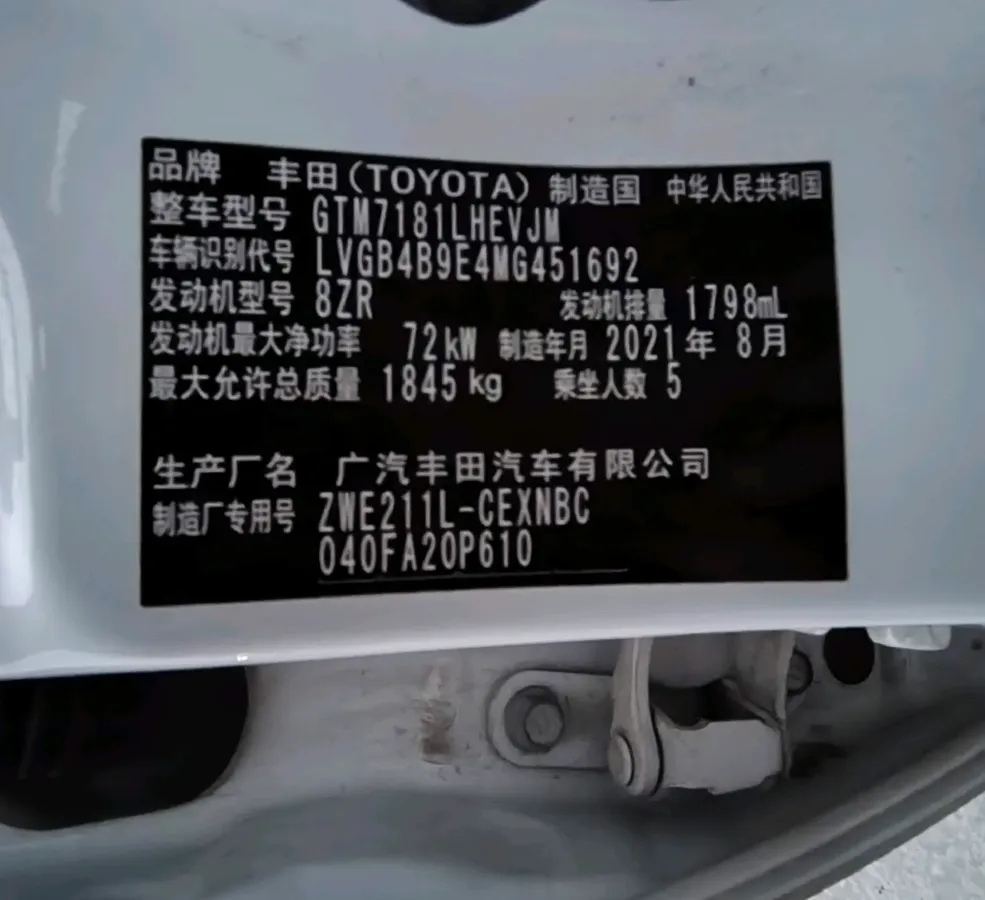 品牌 丰田(TOYOTA) 制造国 中华人民共和国
整车型号 GTM7181LHEVJM
车辆识别代号 LVGB4B9E4MG451692
发动机型号 8ZR 发动机排量 1798mL
发动机最大净功率 72kW 制造年月 2021年 8月
最大允许总质量 1845kg 乘坐人数 5
生产厂名 广汽丰田汽车有限公司
制造厂专用号 ZWE211L-CEXNBC
040FA20P610